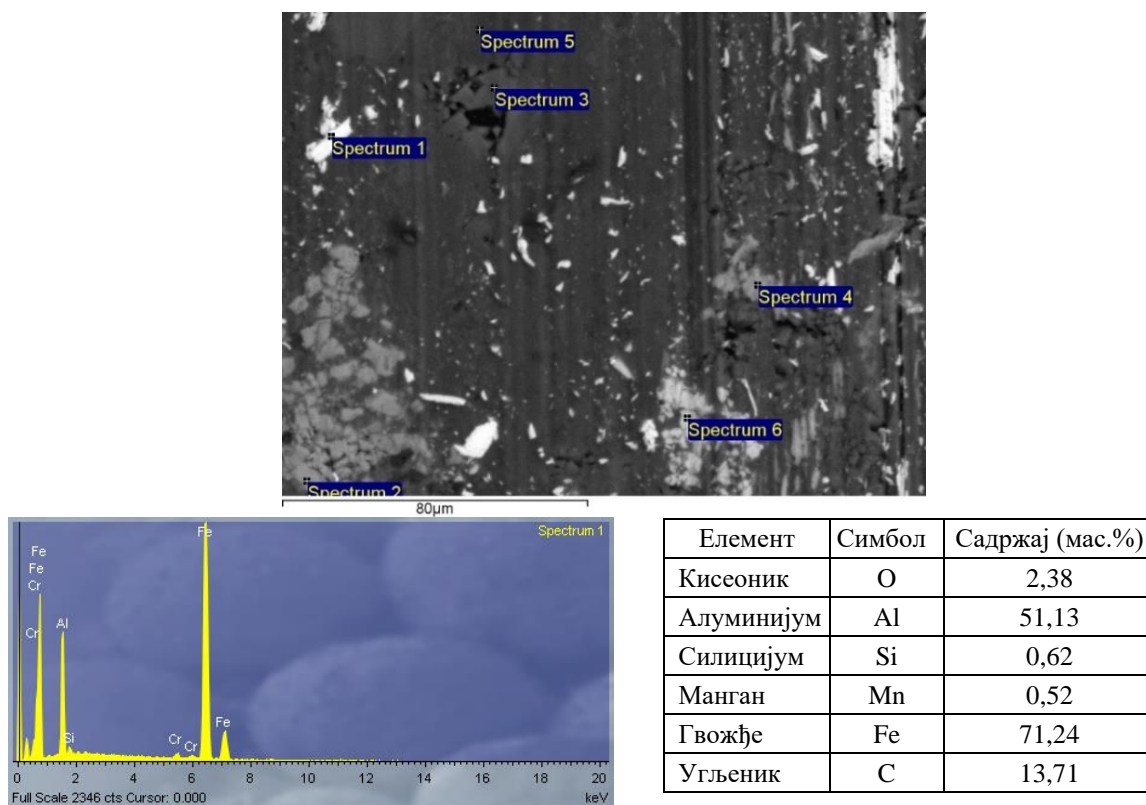 Spectrum 5
Spectrum 3
Spectrum 1
Spectrum 4
Spectrum 6
Spectrum 2
80µm
Spectrum 1
Fe
Fe
Fe
Cr
Cr
Al
Si
Cr
Cr
Fe
0 2 4 6 8 10 12 14 16 18 20
Full Scale 2346 cts Cursor: 0.000 keV
Елемент Симбол Садржај (мас.%)
Кисеоник O 2,38
Алуминијум Al 51,13
Силицијум Si 0,62
Манган Mn 0,52
Гвожђе Fe 71,24
Угљеник C 13,71